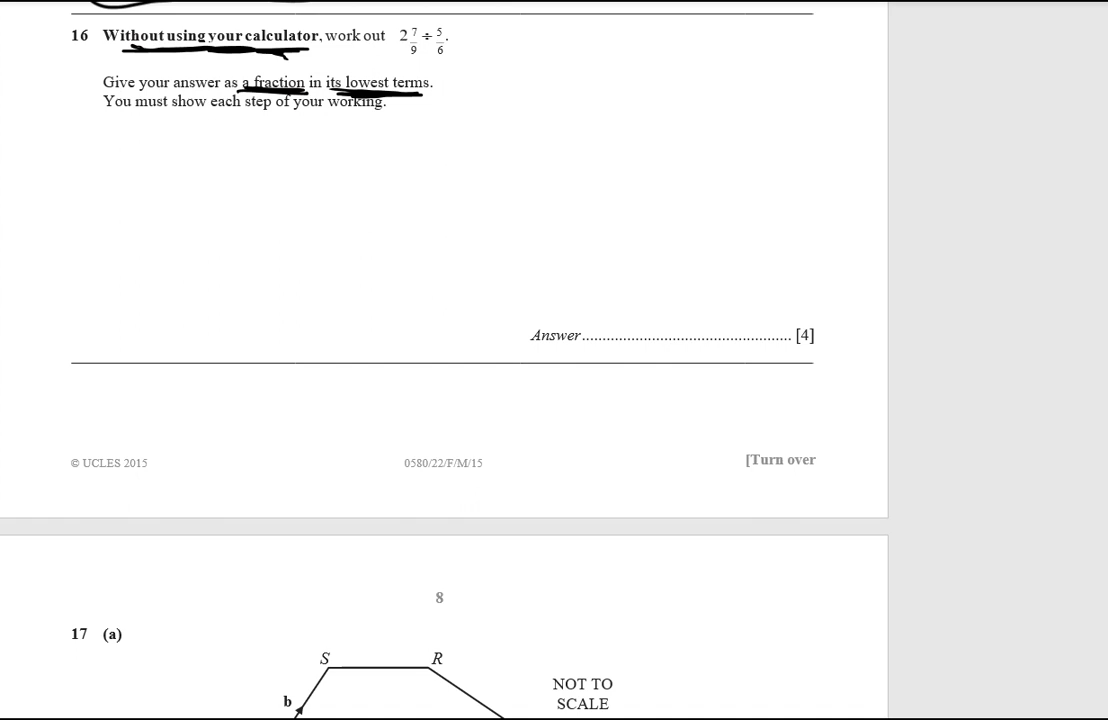 16 Without using your calculator, work out 2 7/9 ÷ 5/6.
Give your answer as a fraction in its lowest terms.
You must show each step of your working.
Answer.................................................... [4]
© UCLES 2015 0580/22/F/M/15 [Turn over
8
17 (a)
S R
NOT TO
SCALE
b